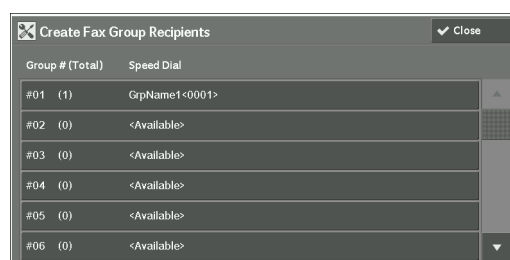 Create Fax Group Recipients
Close
Group # (Total) Speed Dial
#01 (1) GrpName1<0001>
#02 (0) <Available>
#03 (0) <Available>
#04 (0) <Available>
#05 (0) <Available>
#06 (0) <Available>